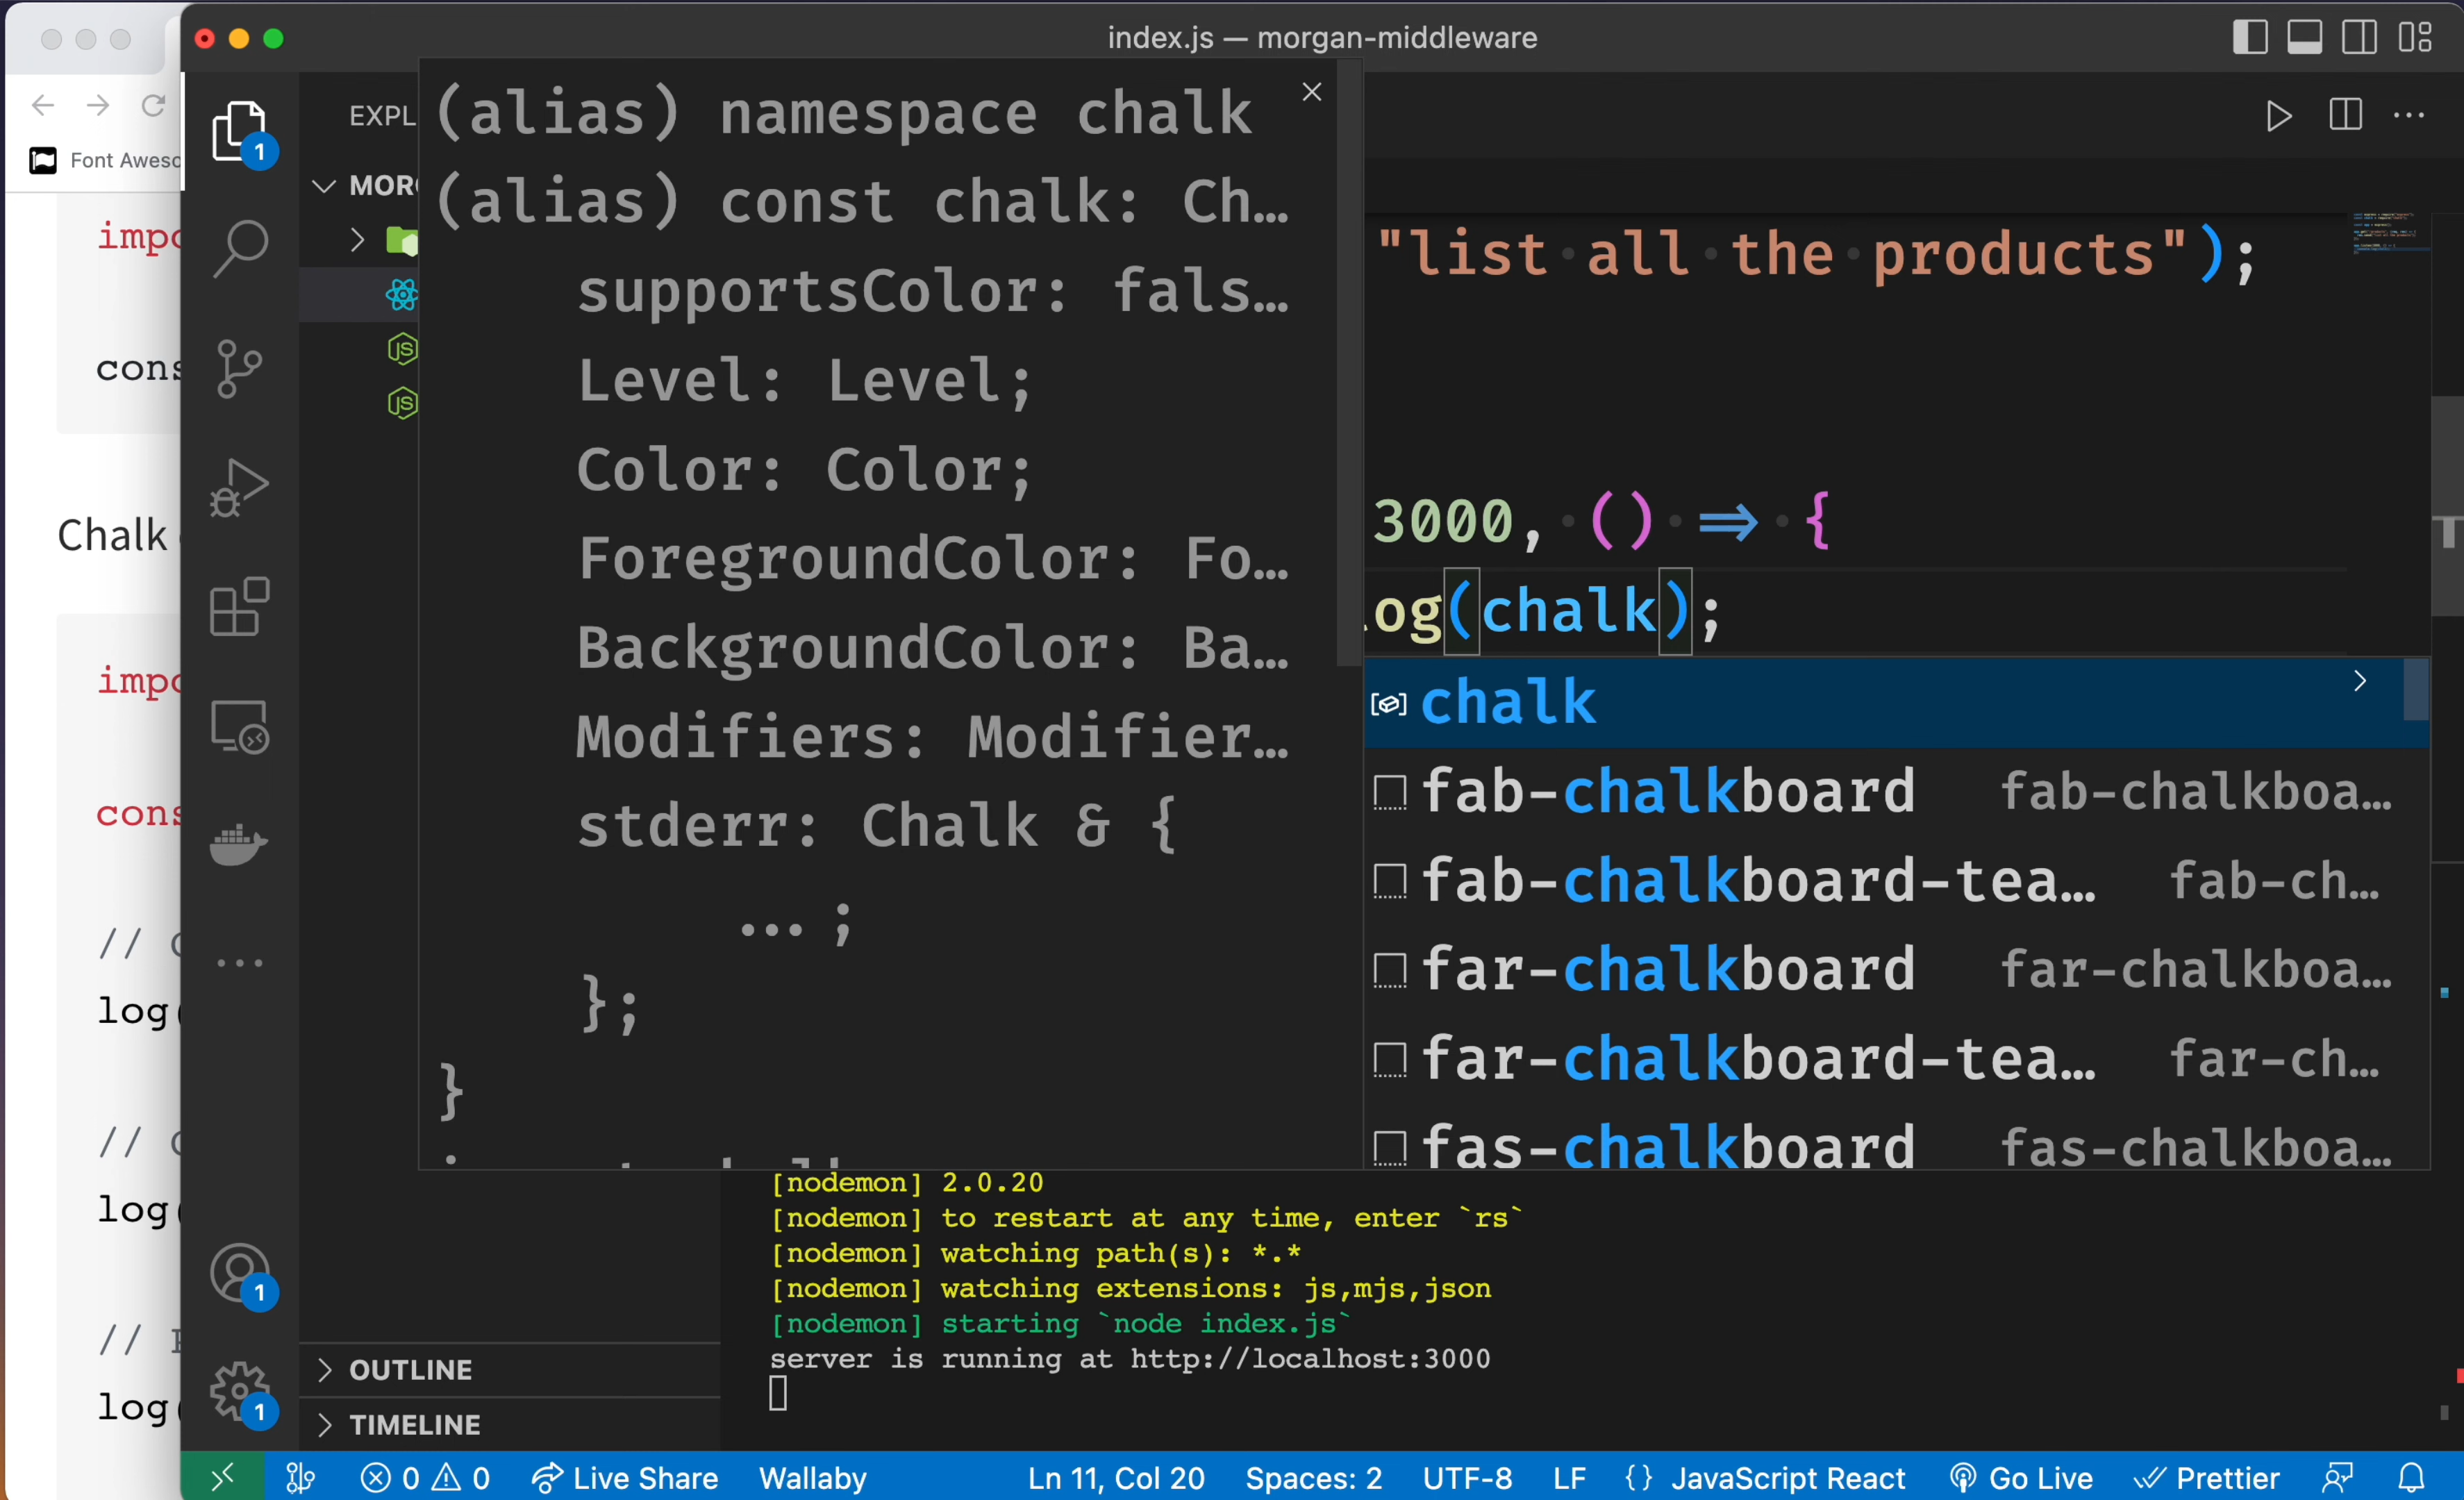 index.js — morgan-middleware
Font Aweso
impo
cons
Chalk
impo
cons
//
log(
//
log(
//
log(
1
EXPL
MOR
(alias) namespace chalk
(alias) const chalk: Ch…
supportsColor: fals…
Level: Level;
Color: Color;
ForegroundColor: Fo…
BackgroundColor: Ba…
Modifiers: Modifier…
stderr: Chalk & {
...;
};
}
"list all the products");
3000, () => {
log(chalk);
chalk
fab-chalkboard fab-chalkboa…
fab-chalkboard-tea… fab-ch…
far-chalkboard far-chalkboa…
far-chalkboard-tea… far-ch…
fas-chalkboard fas-chalkboa…
[nodemon] 2.0.20
[nodemon] to restart at any time, enter `rs`
[nodemon] watching path(s): *.*
[nodemon] watching extensions: js,mjs,json
[nodemon] starting `node index.js`
server is running at http://localhost:3000
1
1
OUTLINE
TIMELINE
0 0 Live Share Wallaby Ln 11, Col 20 Spaces: 2 UTF-8 LF {} JavaScript React Go Live Prettier